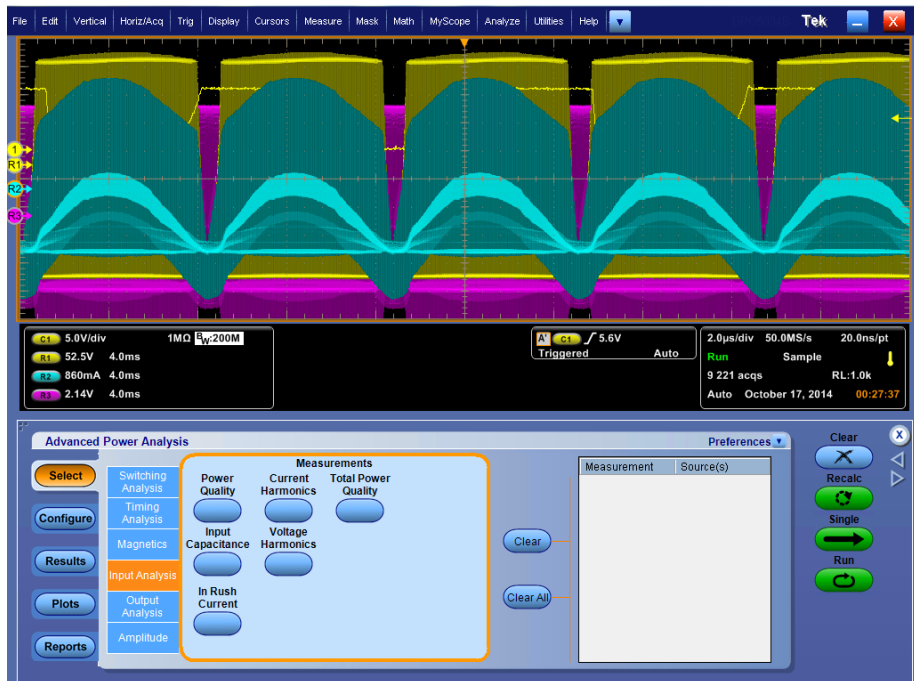 File Edit Vertical Horiz/Acq Trig Display Cursors Measure Mask Math MyScope Analyze Utilities Help Tek X
1
R1
R2
R3
C1 5.0V/div 1MΩ BW:200M
R1 52.5V 4.0ms
R2 860mA 4.0ms
R3 2.14V 4.0ms
A' C1 5.6V
Triggered Auto
2.0µs/div 50.0MS/s 20.0ns/pt
Run Sample
9 221 acqs RL:1.0k
Auto October 17, 2014 00:27:37
Advanced Power Analysis
Preferences
Select
Configure
Results
Plots
Reports
Switching
Analysis
Timing
Analysis
Magnetics
Input Analysis
Output
Analysis
Amplitude
Measurements
Power
Quality
Current
Harmonics
Total Power
Quality
Input
Capacitance
Voltage
Harmonics
In Rush
Current
Clear
Clear All
Measurement Source(s)
Clear
X
Recalc
Single
Run